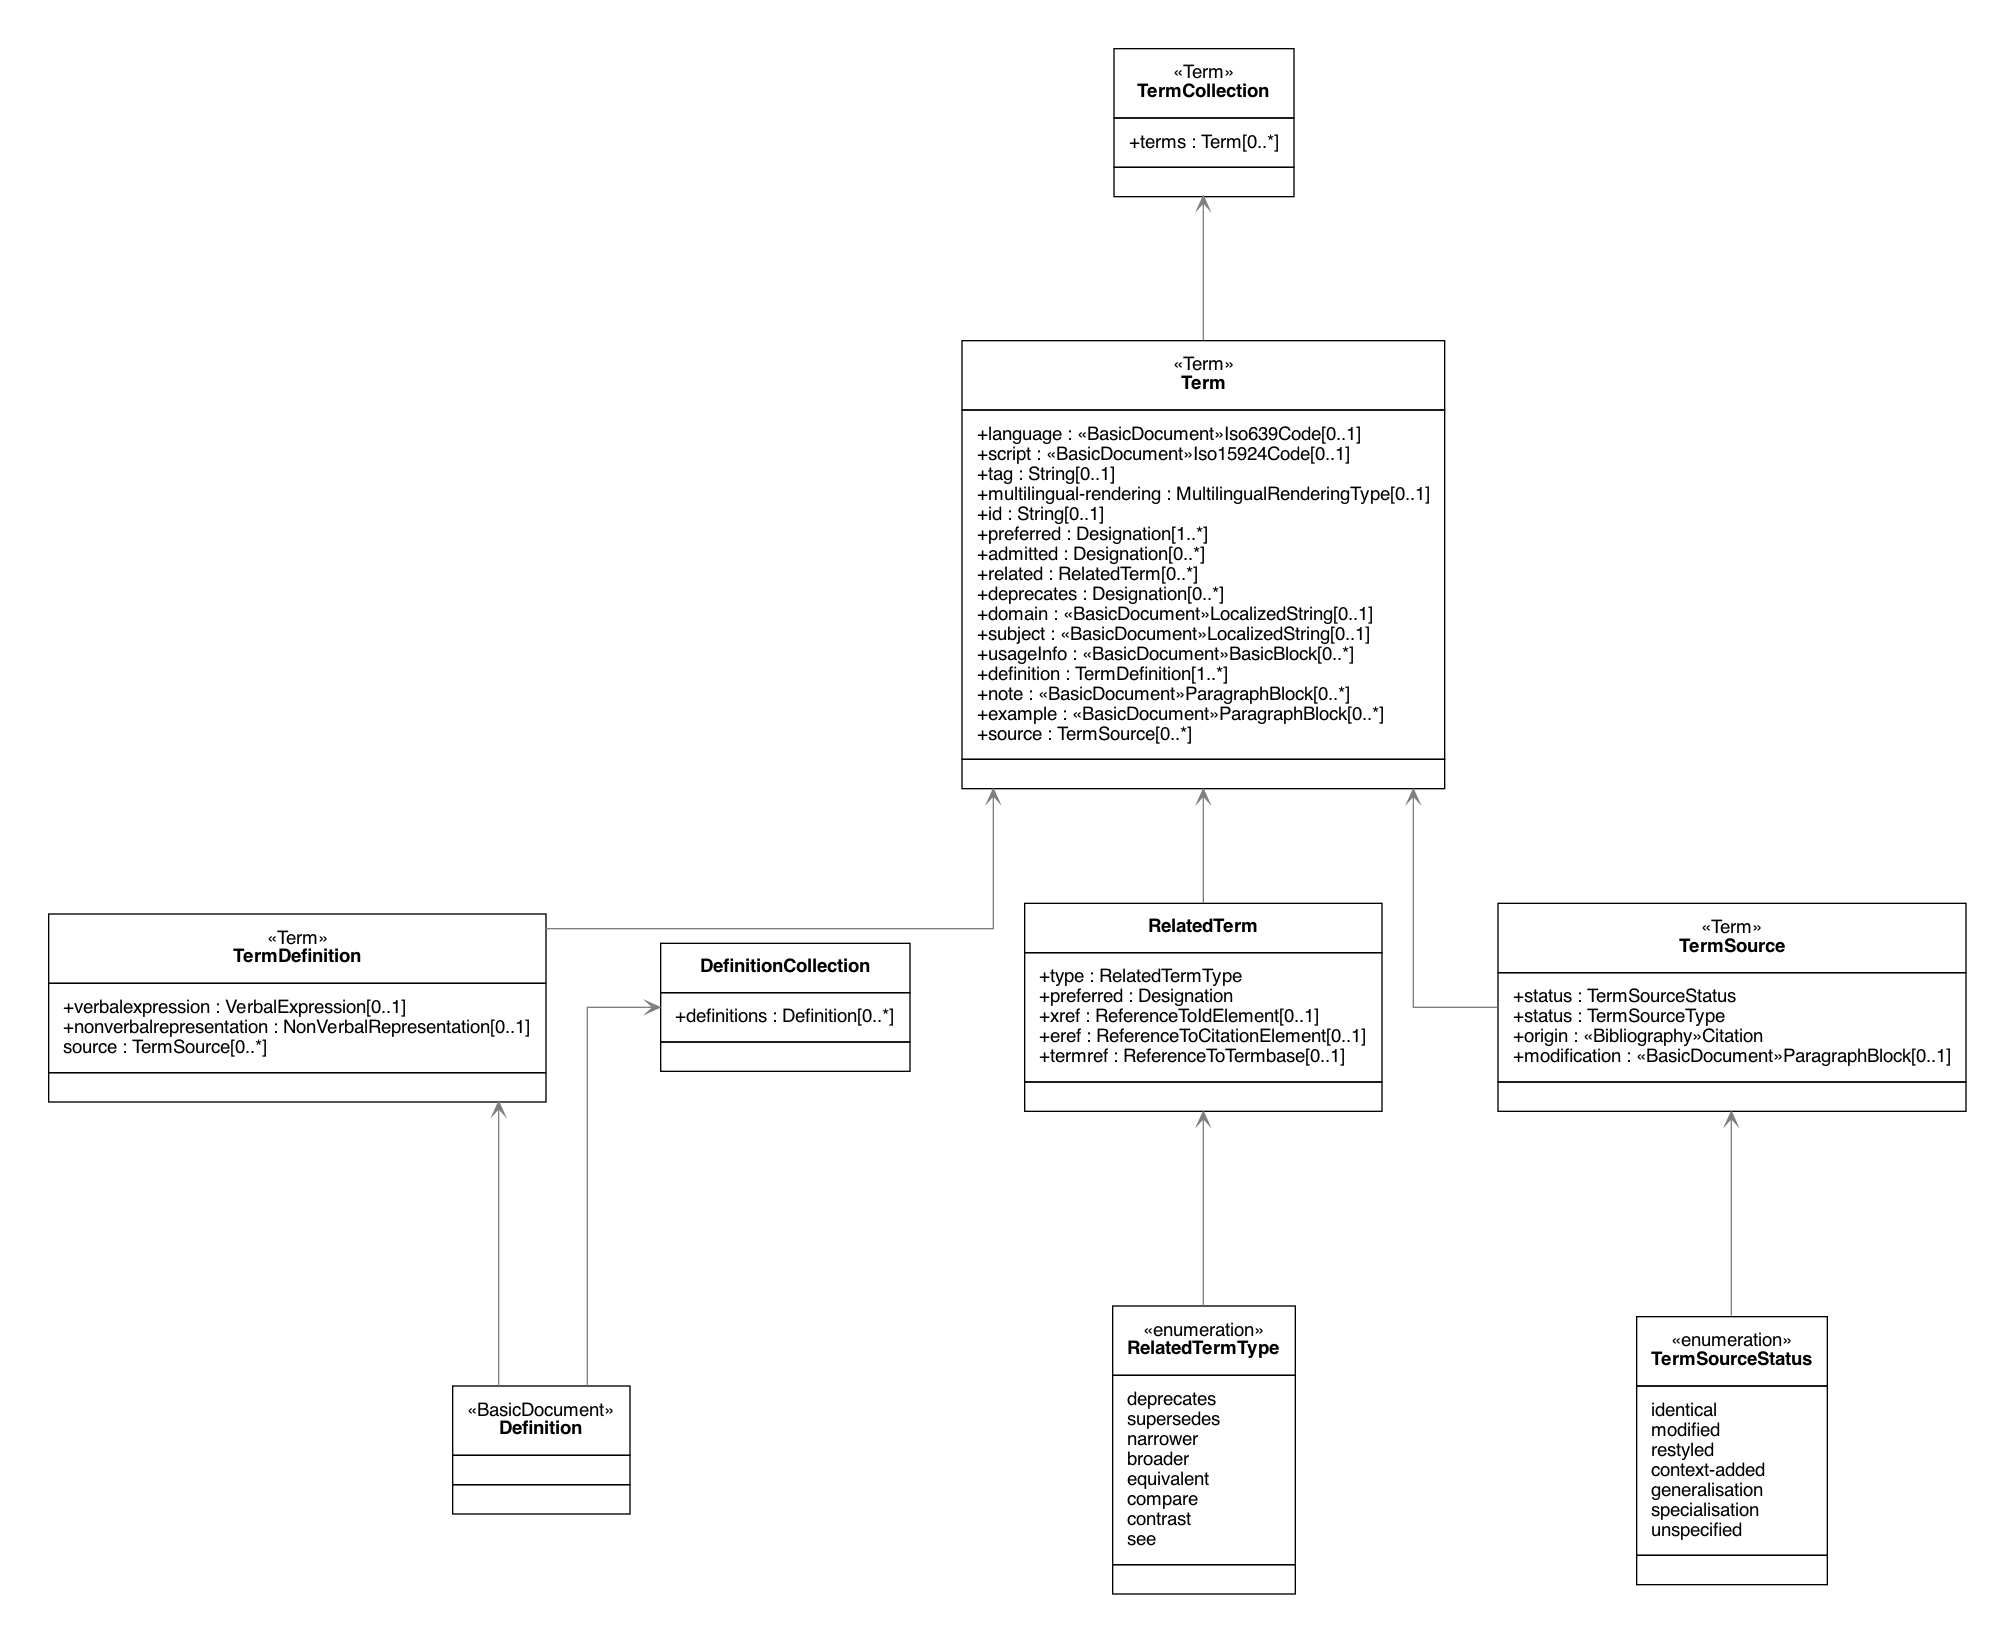 «Term»
TermCollection
+terms : Term[0..*]
«Term»
Term
+language : «BasicDocument»Iso639Code[0..1]
+script : «BasicDocument»Iso15924Code[0..1]
+tag : String[0..1]
+multilingual-rendering : MultilingualRenderingType[0..1]
+id : String[0..1]
+preferred : Designation[1..*]
+admitted : Designation[0..*]
+related : RelatedTerm[0..*]
+deprecates : Designation[0..*]
+domain : «BasicDocument»LocalizedString[0..1]
+subject : «BasicDocument»LocalizedString[0..1]
+usageInfo : «BasicDocument»BasicBlock[0..*]
+definition : TermDefinition[1..*]
+note : «BasicDocument»ParagraphBlock[0..*]
+example : «BasicDocument»ParagraphBlock[0..*]
+source : TermSource[0..*]
«Term»
TermDefinition
+verbalexpression : VerbalExpression[0..1]
+nonverbalrepresentation : NonVerbalRepresentation[0..1]
source : TermSource[0..*]
DefinitionCollection
+definitions : Definition[0..*]
RelatedTerm
+type : RelatedTermType
+preferred : Designation
+xref : ReferenceToIdElement[0..1]
+eref : ReferenceToCitationElement[0..1]
+termref : ReferenceToTermbase[0..1]
«Term»
TermSource
+status : TermSourceStatus
+status : TermSourceType
+origin : «Bibliography»Citation
+modification : «BasicDocument»ParagraphBlock[0..1]
«BasicDocument»
Definition
«enumeration»
RelatedTermType
deprecates
supersedes
narrower
broader
equivalent
compare
contrast
see
«enumeration»
TermSourceStatus
identical
modified
restyled
context-added
generalisation
specialisation
unspecified